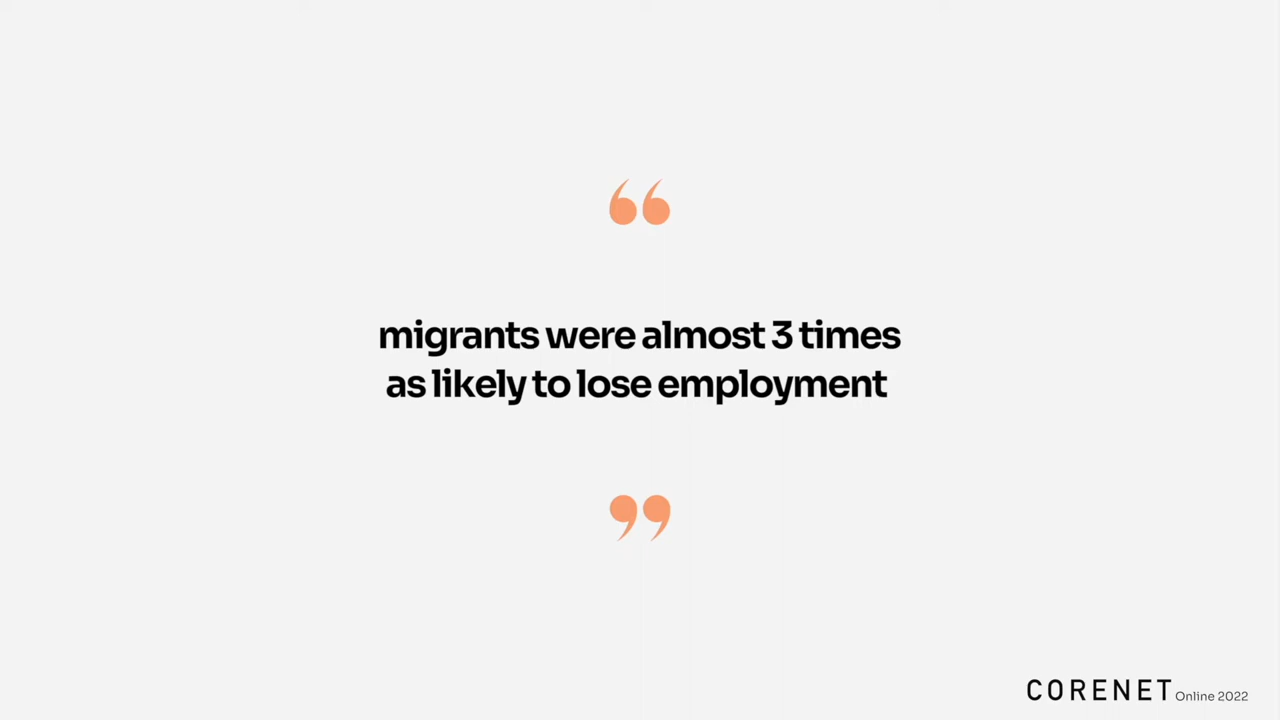 “
migrants were almost 3 times
as likely to lose employment
”
CORENET Online 2022